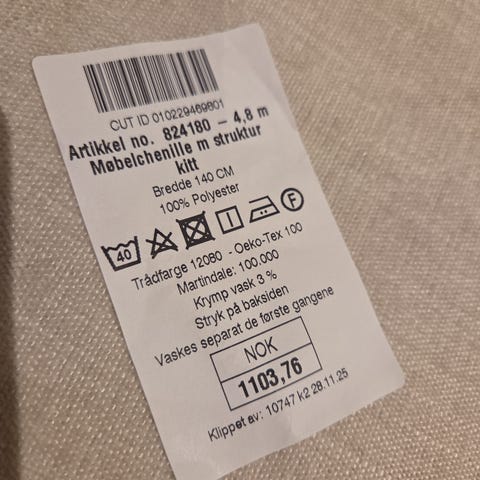 CUT ID 010229469801
Artikkel no. 824180 - 4,8 m
Møbelchenille m struktur
kitt
Bredde 140 CM
100% Polyester
40 F
Trådfarge 12080 - Oeko-Tex 100
Martindale: 100.000
Krymp vask 3 %
Stryk på baksiden
Vaskes separat de første gangene
NOK
1103,76
Klippet av: 10747 k2 28.11.25